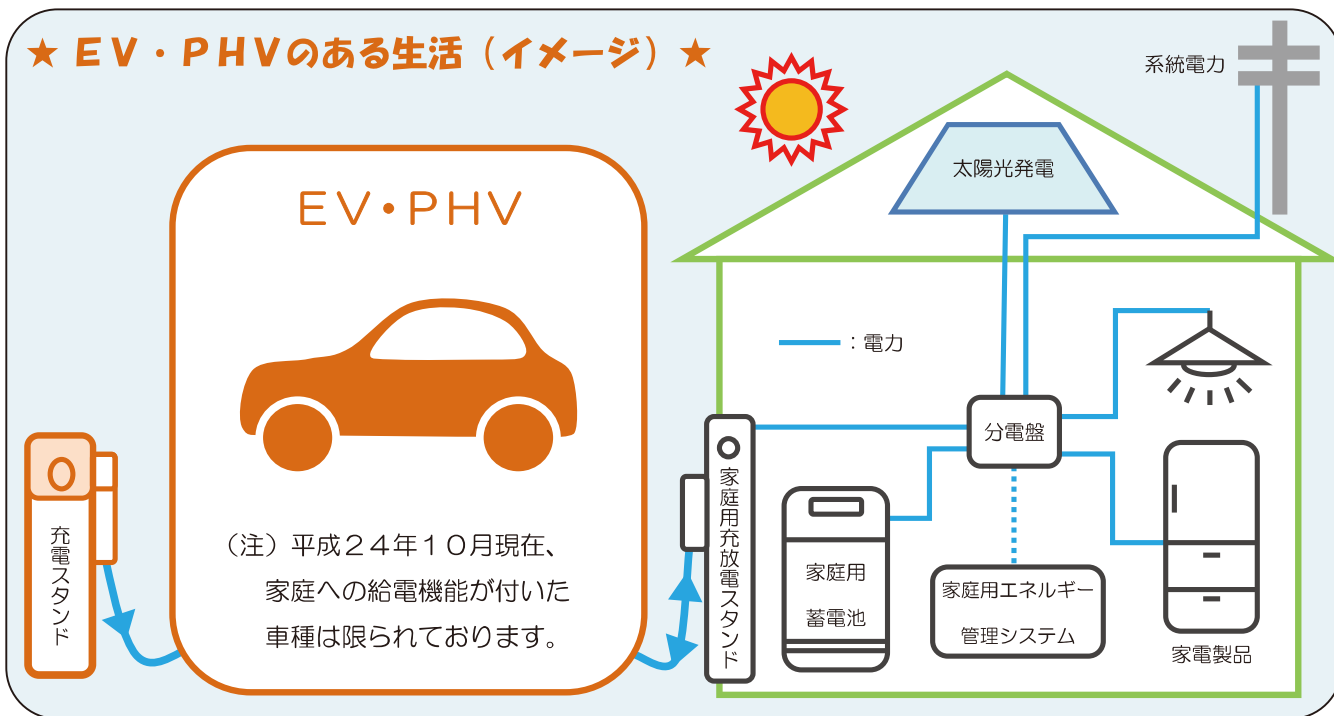 ★ EV・PHVのある生活（イメージ）★
系統電力
太陽光発電
EV・PHV
：電力
分電盤
充電スタンド
（注）平成２４年１０月現在、
家庭への給電機能が付いた
車種は限られております。
家庭用充放電スタンド
家庭用
蓄電池
家庭用エネルギー
管理システム
家電製品